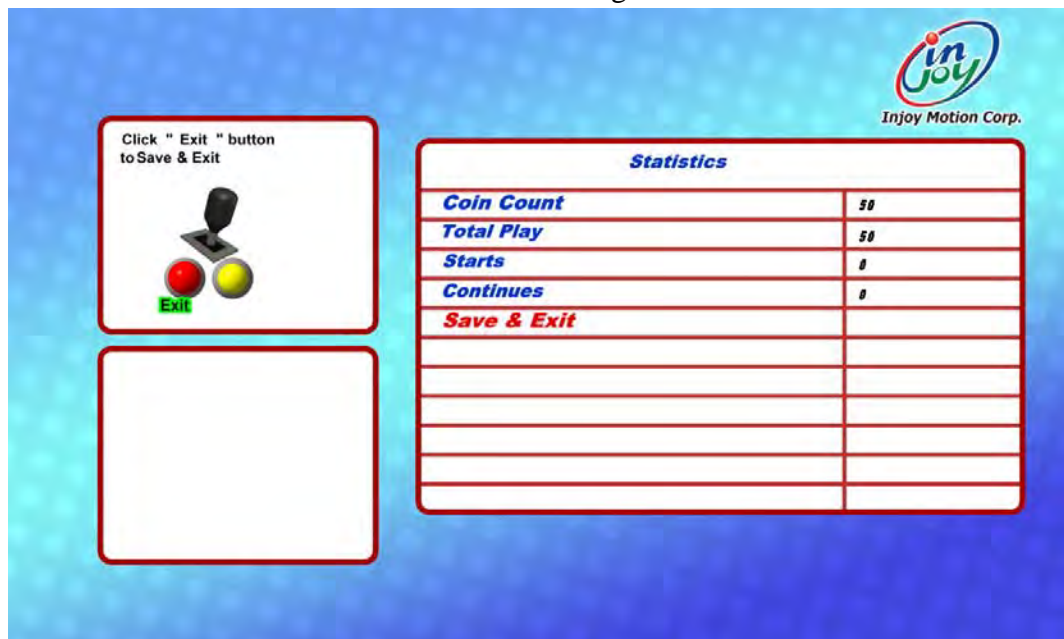 in
joy
Injoy Motion Corp.
Click " Exit " button
to Save & Exit
Exit
Statistics
Coin Count 50
Total Play 50
Starts 0
Continues 0
Save & Exit